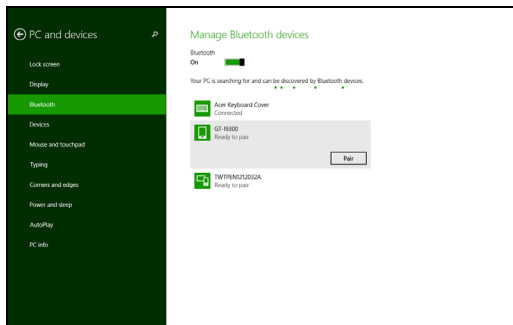 PC and devices
Lock screen
Display
Bluetooth
Devices
Mouse and touchpad
Typing
Corners and edges
Power and sleep
AutoPlay
PC info
Manage Bluetooth devices
Bluetooth
On
Your PC is searching for and can be discovered by Bluetooth devices.
Acer Keyboard Cover
Connected
GT-I9300
Ready to pair
Pair
TWTPEN1212032A
Ready to pair